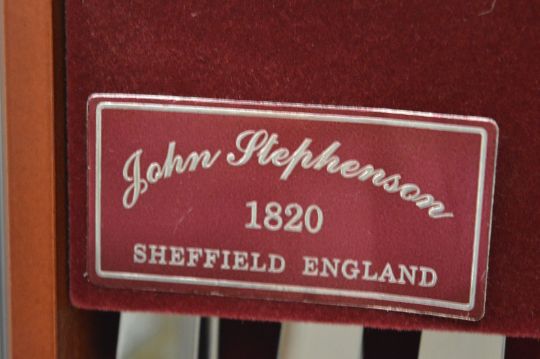 John Stephenson
1820
SHEFFIELD ENGLAND